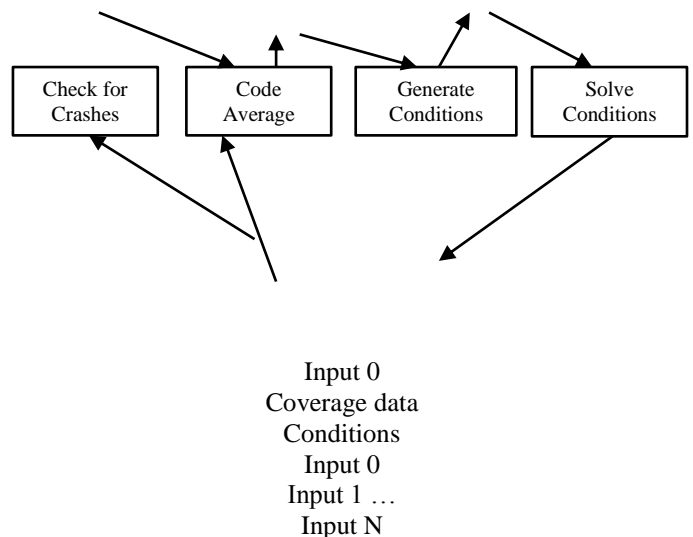 Check for
Crashes
Code
Average
Generate
Conditions
Solve
Conditions
Input 0
Coverage data
Conditions
Input 0
Input 1 …
Input N